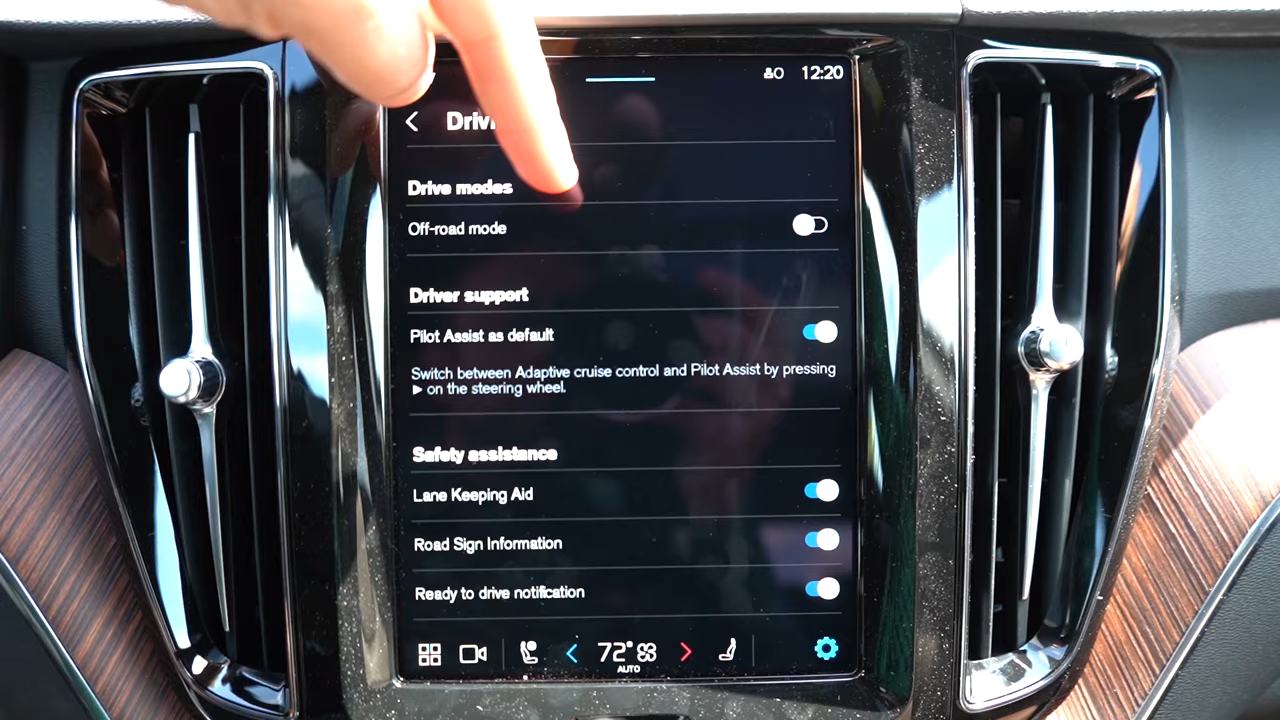 12:20
Drivi
Drive modes
Off-road mode
Driver support
Pilot Assist as default
Switch between Adaptive cruise control and Pilot Assist by pressing
▶ on the steering wheel.
Safety assistance
Lane Keeping Aid
Road Sign Information
Ready to drive notification
72°
AUTO